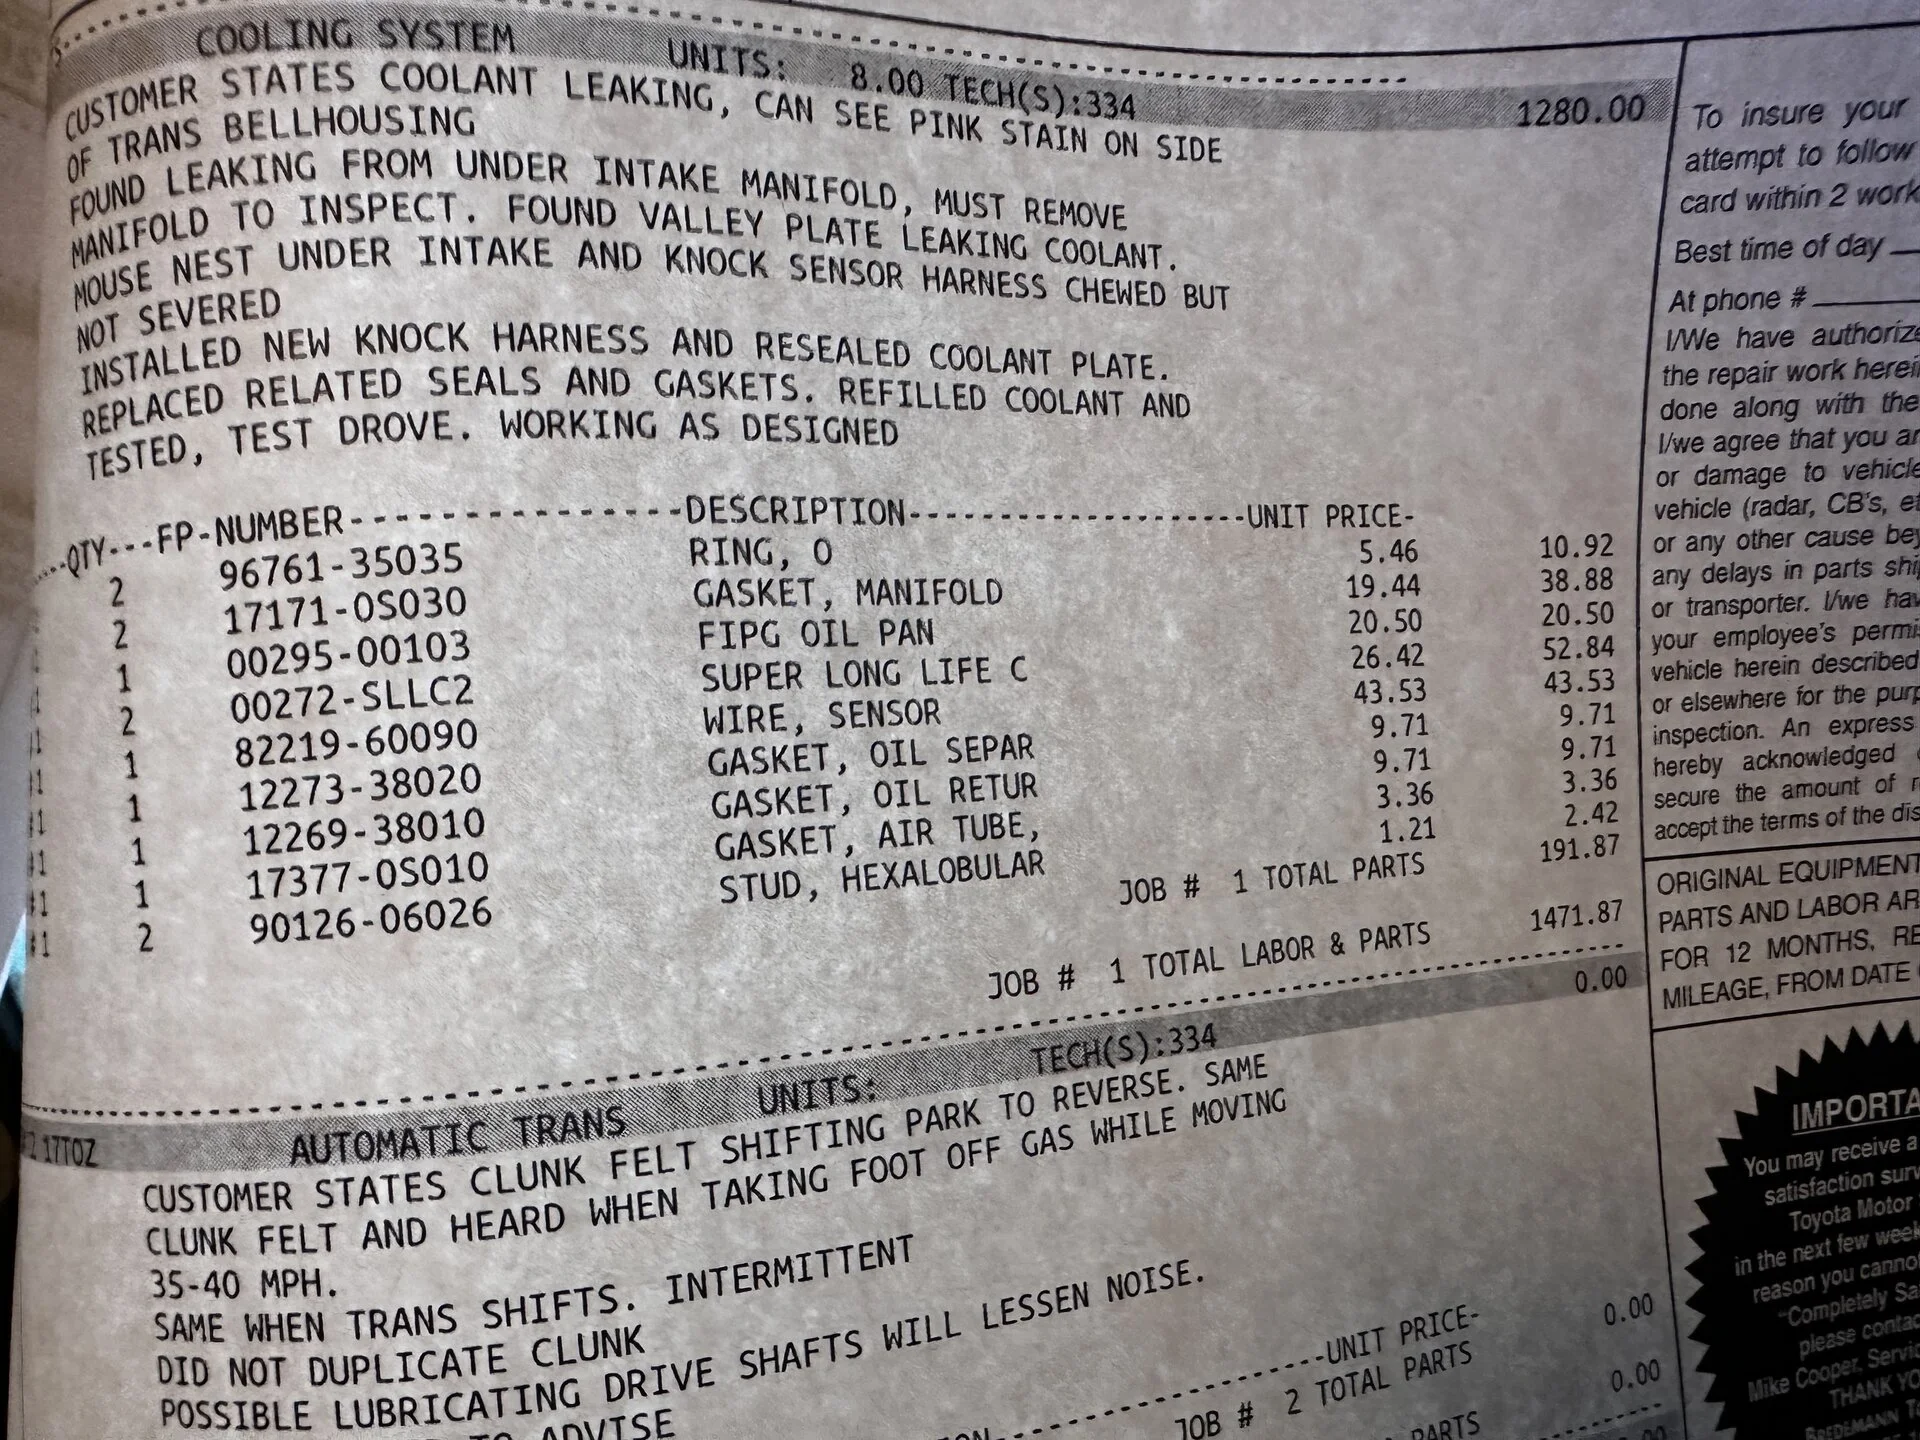 COOLING SYSTEM UNITS: 8.00 TECH(S):334 1280.00
CUSTOMER STATES COOLANT LEAKING, CAN SEE PINK STAIN ON SIDE
OF TRANS BELLHOUSING
FOUND LEAKING FROM UNDER INTAKE MANIFOLD, MUST REMOVE
MANIFOLD TO INSPECT. FOUND VALLEY PLATE LEAKING COOLANT.
MOUSE NEST UNDER INTAKE AND KNOCK SENSOR HARNESS CHEWED BUT
NOT SEVERED
INSTALLED NEW KNOCK HARNESS AND RESEALED COOLANT PLATE.
REPLACED RELATED SEALS AND GASKETS. REFILLED COOLANT AND
TESTED, TEST DROVE. WORKING AS DESIGNED
QTY---FP-NUMBER---------------DESCRIPTION-------------------UNIT PRICE-
2 96761-35035 RING, O 5.46 10.92
2 17171-0S030 GASKET, MANIFOLD 19.44 38.88
1 00295-00103 FIPG OIL PAN 20.50 20.50
2 00272-SLLC2 SUPER LONG LIFE C 26.42 52.84
1 82219-60090 WIRE, SENSOR 43.53 43.53
1 12273-38020 GASKET, OIL SEPAR 9.71 9.71
1 12269-38010 GASKET, OIL RETUR 9.71 9.71
1 17377-0S010 GASKET, AIR TUBE, 3.36 3.36
2 90126-06026 STUD, HEXALOBULAR 1.21 2.42
JOB # 1 TOTAL PARTS 191.87
JOB # 1 TOTAL LABOR & PARTS 1471.87
17TOZ AUTOMATIC TRANS UNITS: TECH(S):334 0.00
CUSTOMER STATES CLUNK FELT SHIFTING PARK TO REVERSE. SAME
CLUNK FELT AND HEARD WHEN TAKING FOOT OFF GAS WHILE MOVING
35-40 MPH.
SAME WHEN TRANS SHIFTS. INTERMITTENT
DID NOT DUPLICATE CLUNK
POSSIBLE LUBRICATING DRIVE SHAFTS WILL LESSEN NOISE.
TO ADVISE
UNIT PRICE-
JOB # 2 TOTAL PARTS 0.00
PARTS 0.00
To insure your
attempt to follow
card within 2 work
Best time of day
At phone #
I/We have authorize
the repair work herein
done along with the
I/we agree that you ar
or damage to vehicle
vehicle (radar, CB's, e
or any other cause bey
any delays in parts ship
or transporter. I/we hav
your employee's permis
vehicle herein described
or elsewhere for the purp
inspection. An express
hereby acknowledged
secure the amount of r
accept the terms of the dis
ORIGINAL EQUIPMENT
PARTS AND LABOR AR
FOR 12 MONTHS, RE
MILEAGE, FROM DATE
IMPORTA
You may receive a
satisfaction surv
Toyota Motor
in the next few week
reason you cannot
"Completely Sa
please contac
Mike Cooper, Servic
THANK YO
BREDEMANN TO